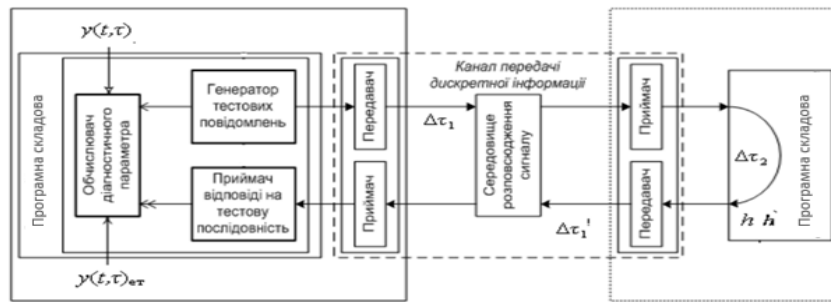 y(t,τ)
Програмна складова
Обчислювач
діагностичного
параметра
Генератор
тестових
повідомлень
Приймач
відповіді на
тестову
послідовність
y(t,τ)ет
Передавач
Приймач
Канал передачі
дискретної інформації
Δτ₁
Середовище
розповсюдження
сигналу
Δτ₁'
Приймач
Передавач
Δτ₂
h h`
Програмна складова